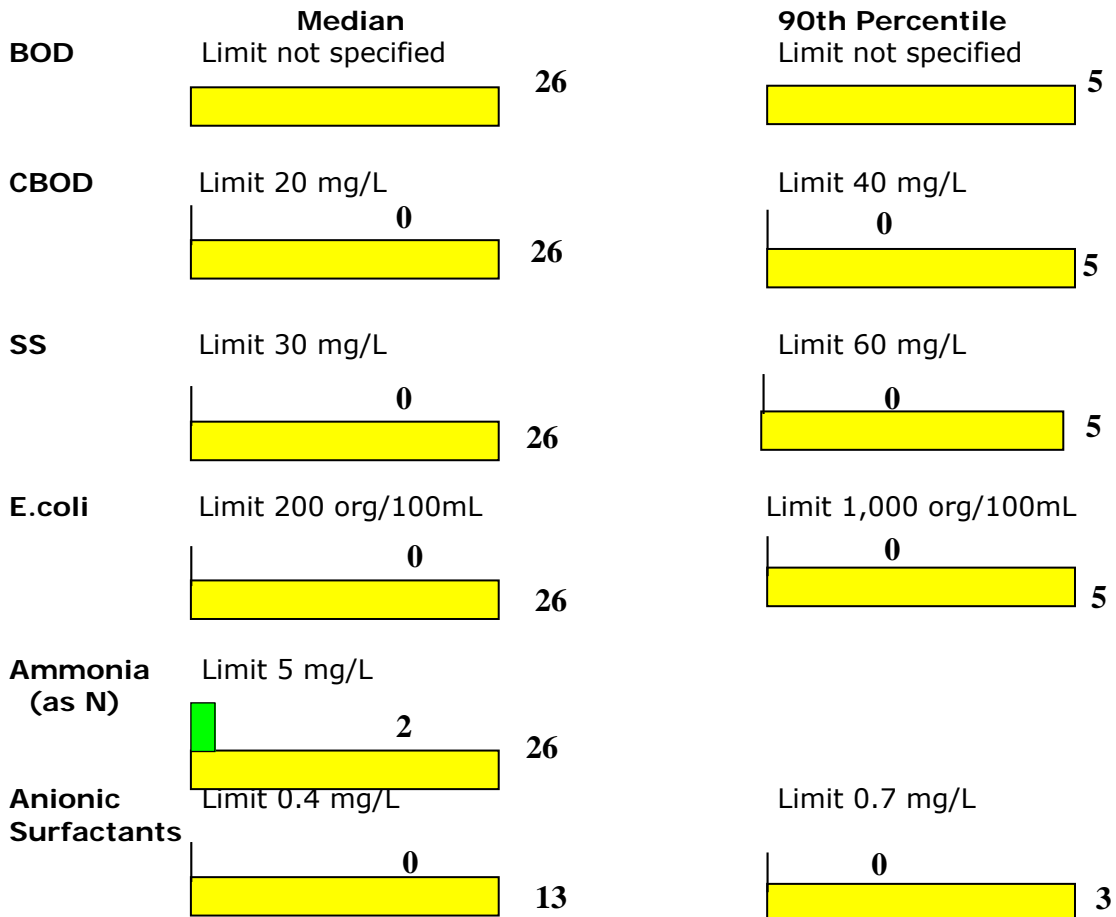 Median 90th Percentile
BOD Limit not specified Limit not specified
26 5
CBOD Limit 20 mg/L Limit 40 mg/L
0 0
26 5
SS Limit 30 mg/L Limit 60 mg/L
0 0
26 5
E.coli Limit 200 org/100mL Limit 1,000 org/100mL
0 0
26 5
Ammonia Limit 5 mg/L
(as N)
2
26
Anionic Limit 0.4 mg/L Limit 0.7 mg/L
Surfactants
0 0
13 3